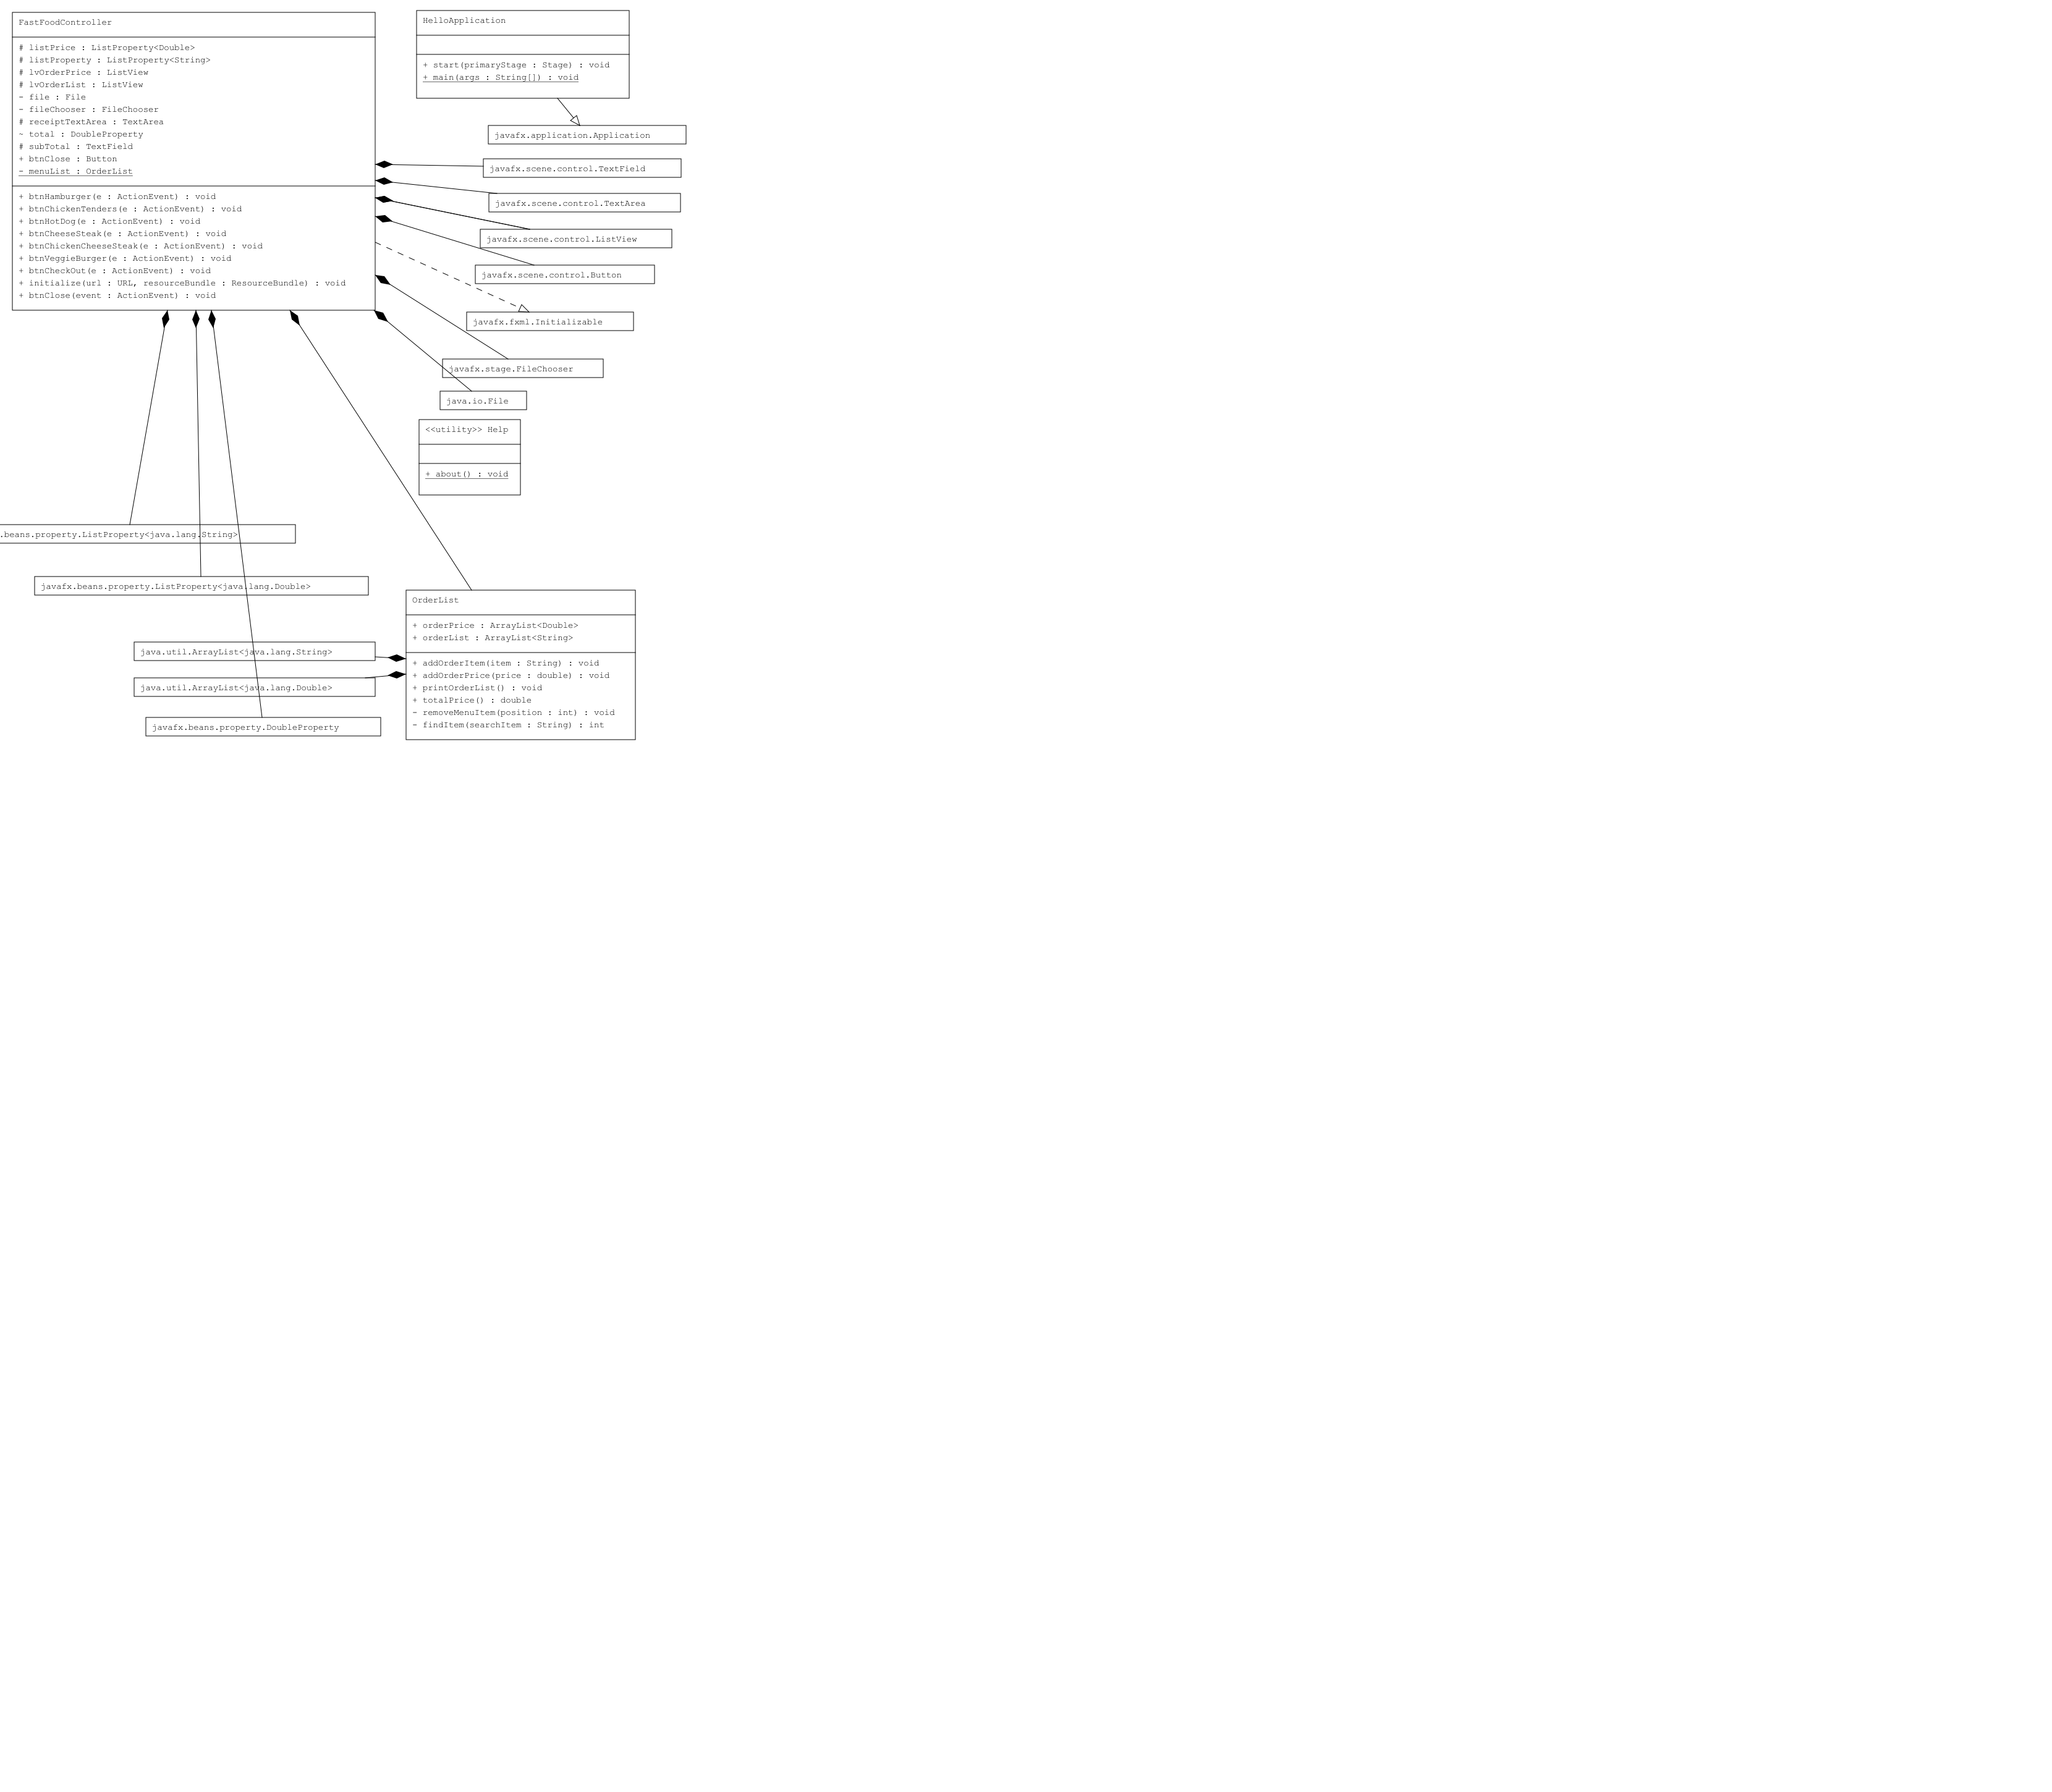 FastFoodController
# listPrice : ListProperty<Double>
# listProperty : ListProperty<String>
# lvOrderPrice : ListView
# lvOrderList : ListView
- file : File
- fileChooser : FileChooser
# receiptTextArea : TextArea
~ total : DoubleProperty
# subTotal : TextField
+ btnClose : Button
- menuList : OrderList
+ btnHamburger(e : ActionEvent) : void
+ btnChickenTenders(e : ActionEvent) : void
+ btnHotDog(e : ActionEvent) : void
+ btnCheeseSteak(e : ActionEvent) : void
+ btnChickenCheeseSteak(e : ActionEvent) : void
+ btnVeggieBurger(e : ActionEvent) : void
+ btnCheckOut(e : ActionEvent) : void
+ initialize(url : URL, resourceBundle : ResourceBundle) : void
+ btnClose(event : ActionEvent) : void
HelloApplication
+ start(primaryStage : Stage) : void
+ main(args : String[]) : void
javafx.application.Application
javafx.scene.control.TextField
javafx.scene.control.TextArea
javafx.scene.control.ListView
javafx.scene.control.Button
javafx.fxml.Initializable
javafx.stage.FileChooser
java.io.File
<<utility>> Help
+ about() : void
.beans.property.ListProperty<java.lang.String>
javafx.beans.property.ListProperty<java.lang.Double>
OrderList
+ orderPrice : ArrayList<Double>
+ orderList : ArrayList<String>
+ addOrderItem(item : String) : void
+ addOrderPrice(price : double) : void
+ printOrderList() : void
+ totalPrice() : double
- removeMenuItem(position : int) : void
- findItem(searchItem : String) : int
java.util.ArrayList<java.lang.String>
java.util.ArrayList<java.lang.Double>
javafx.beans.property.DoubleProperty